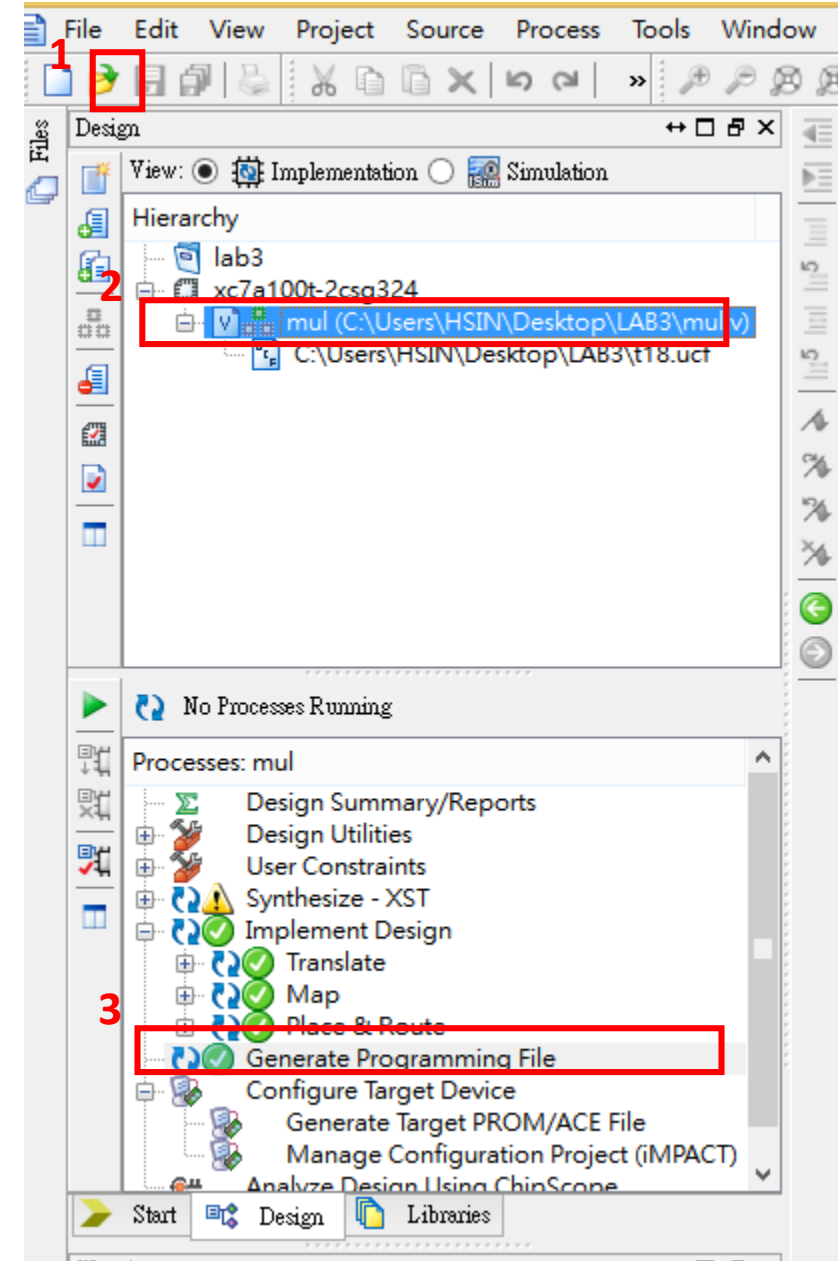 File Edit View Project Source Process Tools Window
1
»
Files
Design
View: Implementation Simulation
Hierarchy
lab3
2
xc7a100t-2csg324
mul (C:\Users\HSIN\Desktop\LAB3\mul.v)
C:\Users\HSIN\Desktop\LAB3\t18.ucf
No Processes Running
Processes: mul
Design Summary/Reports
Design Utilities
User Constraints
Synthesize - XST
Implement Design
Translate
Map
3
Place & Route
Generate Programming File
Configure Target Device
Generate Target PROM/ACE File
Manage Configuration Project (iMPACT)
Analyze Design Using ChipScope
Start Design Libraries